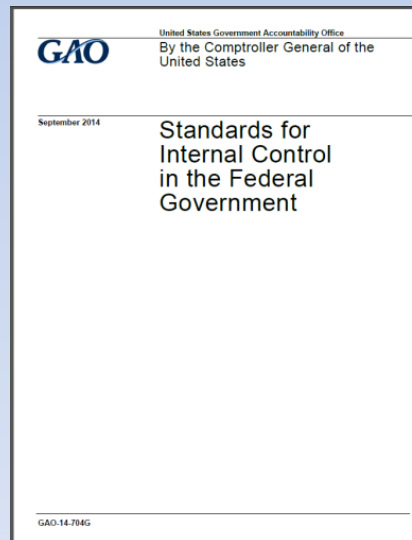 United States Government Accountability Office
GAO
By the Comptroller General of the
United States
September 2014
Standards for
Internal Control
in the Federal
Government
GAO-14-704G